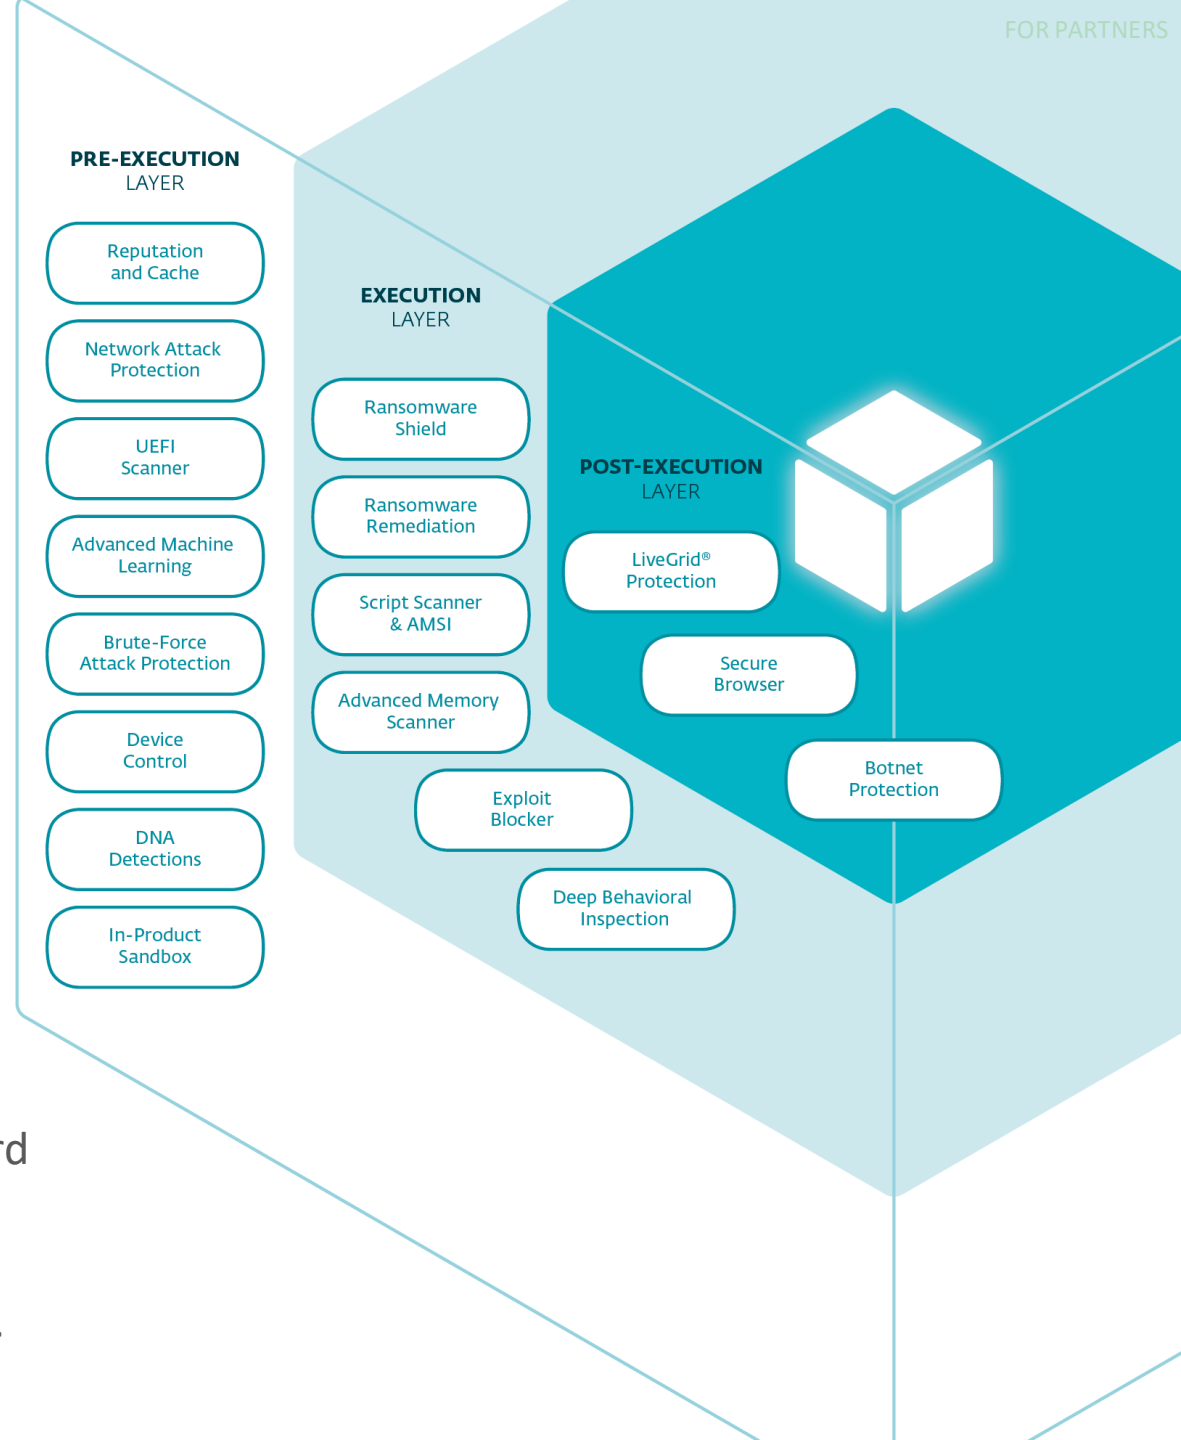 FOR PARTNERS
PRE-EXECUTION
LAYER
Reputation
and Cache
Network Attack
Protection
UEFI
Scanner
Advanced Machine
Learning
Brute-Force
Attack Protection
Device
Control
DNA
Detections
In-Product
Sandbox
EXECUTION
LAYER
Ransomware
Shield
Ransomware
Remediation
Script Scanner
& AMSI
Advanced Memory
Scanner
Exploit
Blocker
Deep Behavioral
Inspection
POST-EXECUTION
LAYER
LiveGrid®
Protection
Secure
Browser
Botnet
Protection